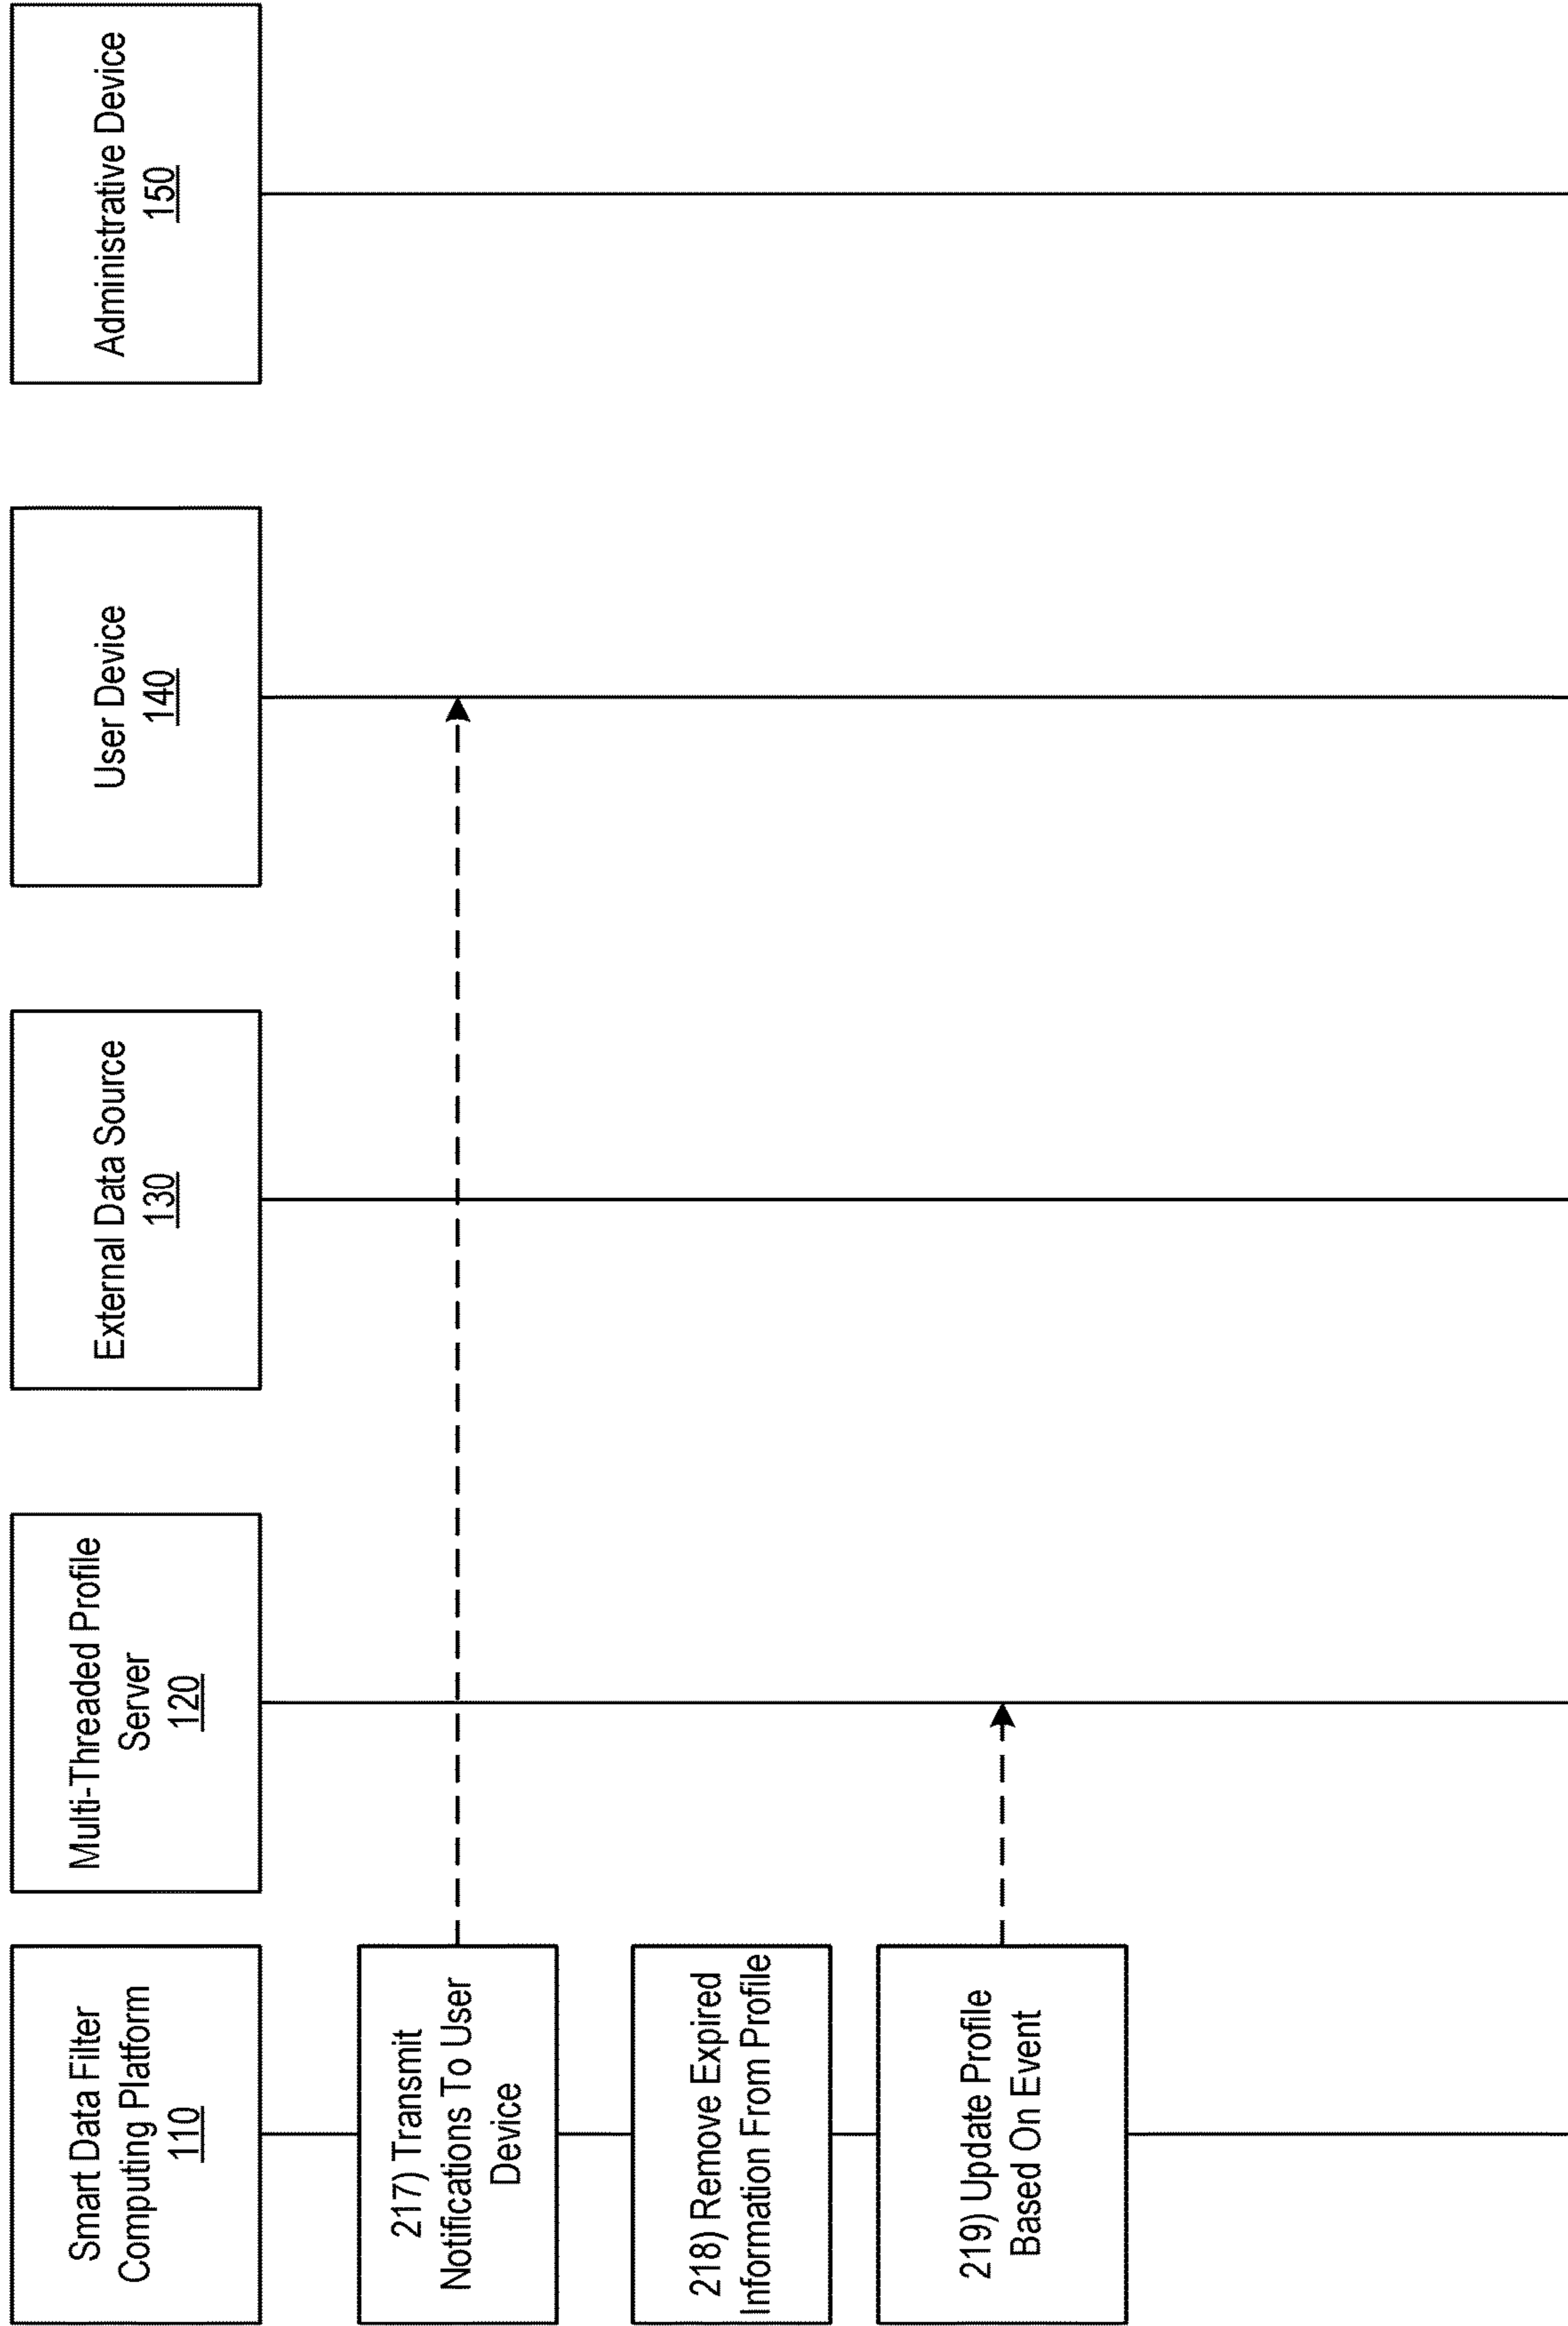 Smart Data Filter
Computing Platform
110
Multi-Threaded Profile
Server
120
External Data Source
130
User Device
140
Administrative Device
150
217) Transmit
Notifications To User
Device
218) Remove Expired
Information From Profile
219) Update Profile
Based On Event